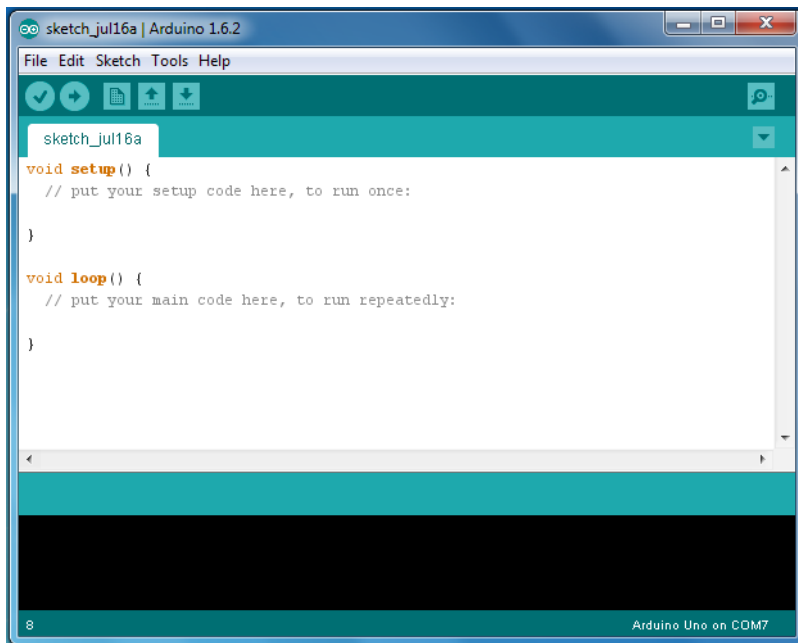 sketch_jul16a | Arduino 1.6.2
File Edit Sketch Tools Help
sketch_jul16a
void setup() {
  // put your setup code here, to run once:
}
void loop() {
  // put your main code here, to run repeatedly:
}
8 Arduino Uno on COM7